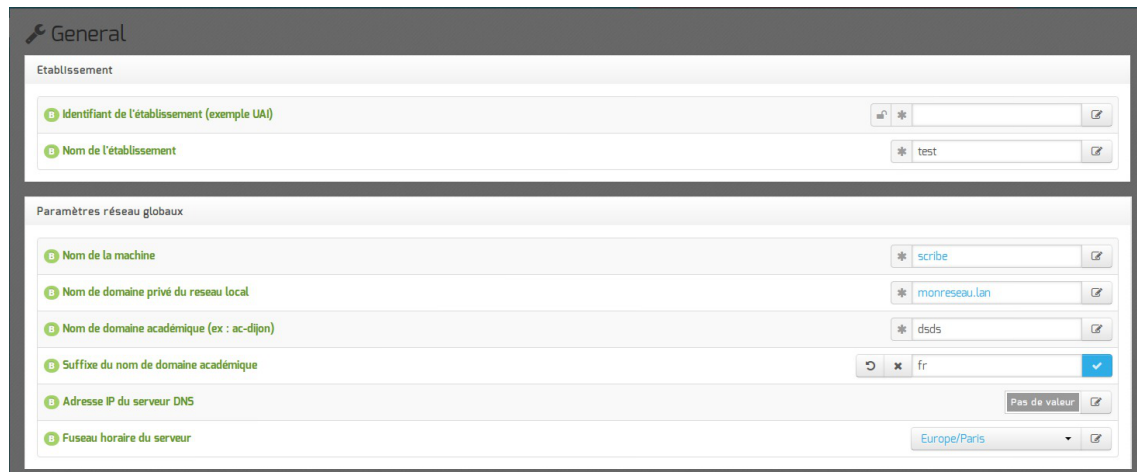 General
Etablissement
B Identifiant de l'établissement (exemple UAI)
B Nom de l'établissement test
Paramètres réseau globaux
B Nom de la machine scribe
B Nom de domaine privé du reseau local monreseau.lan
B Nom de domaine académique (ex : ac-dijon) dsds
B Suffixe du nom de domaine académique fr
B Adresse IP du serveur DNS Pas de valeur
B Fuseau horaire du serveur Europe/Paris